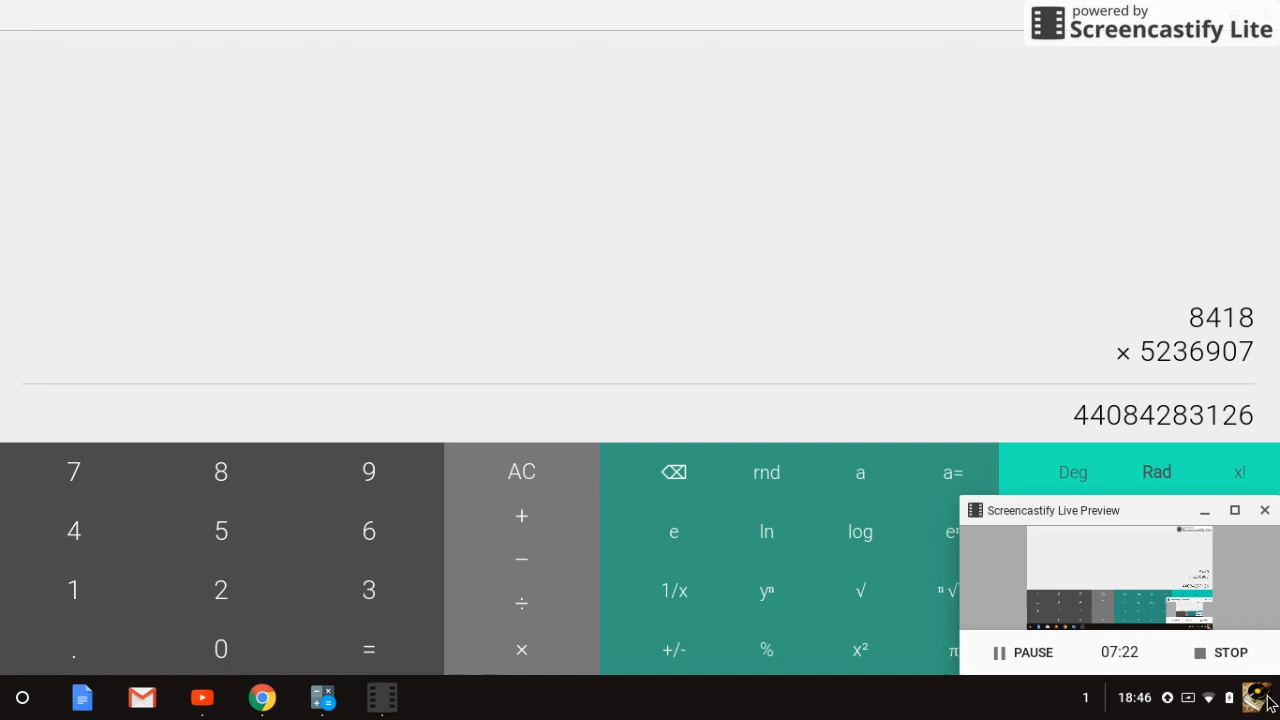 powered by
Screencastify Lite
8418
× 5236907
44084283126
7 8 9 AC ⌫ rnd a a= Deg Rad x!
+
4 5 6 e ln log
−
1 2 3 ÷ 1/x yⁿ √ ⁿ√
. 0 = × +/- % x² π
Screencastify Live Preview
PAUSE 07:22 STOP
1 18:46